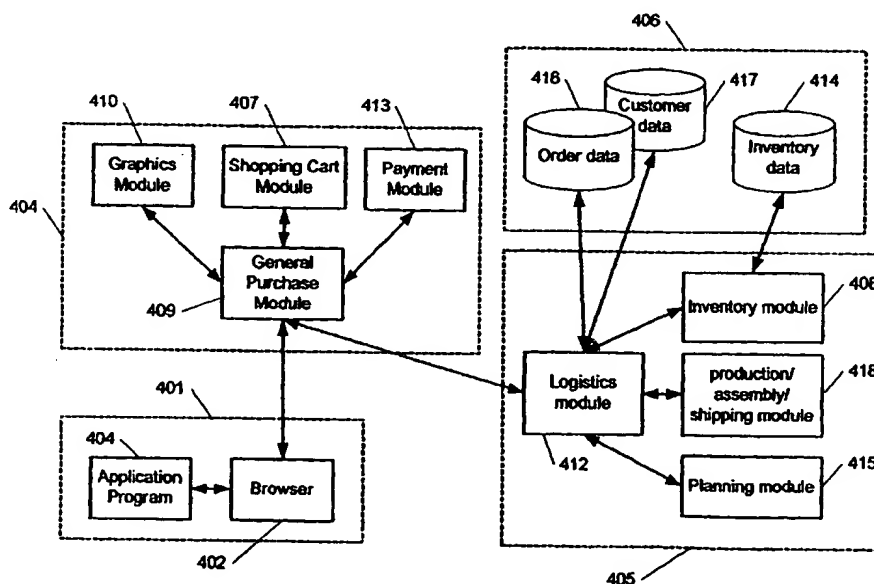 406
416
417
414
Customer
data
Order data
Inventory
data
410
407
413
Graphics
Module
Shopping Cart
Module
Payment
Module
404
General
Purchase
Module
409
408
Inventory module
Logistics
module
412
production/
assembly/
shipping module
418
Planning module
415
405
401
404
Application
Program
Browser
402